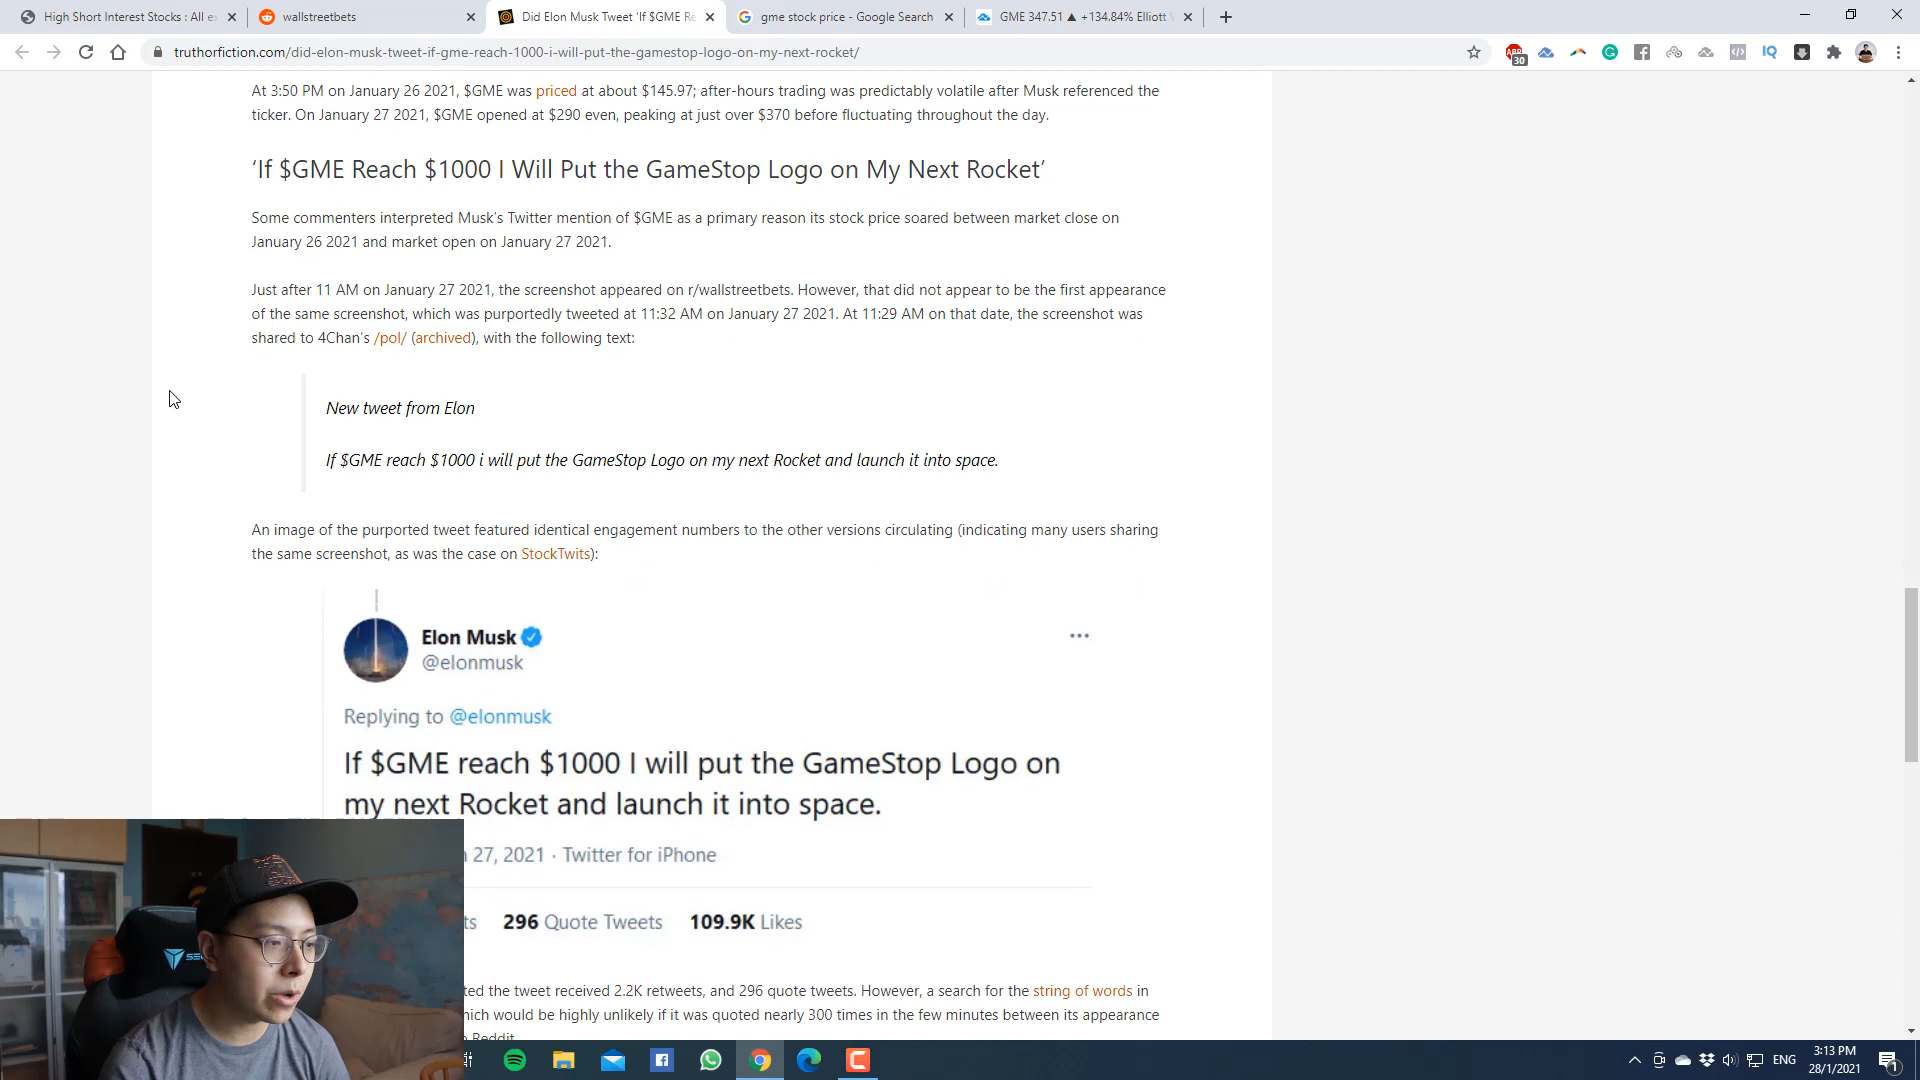 High Short Interest Stocks : All e
wallstreetbets
Did Elon Musk Tweet 'If $GME Re
gme stock price - Google Search
GME 347.51 ▲ +134.84% Elliott
truthorfiction.com/did-elon-musk-tweet-if-gme-reach-1000-i-will-put-the-gamestop-logo-on-my-next-rocket/
ABP
30
IQ
At 3:50 PM on January 26 2021, $GME was priced at about $145.97; after-hours trading was predictably volatile after Musk referenced the
ticker. On January 27 2021, $GME opened at $290 even, peaking at just over $370 before fluctuating throughout the day.
‘If $GME Reach $1000 I Will Put the GameStop Logo on My Next Rocket’
Some commenters interpreted Musk’s Twitter mention of $GME as a primary reason its stock price soared between market close on
January 26 2021 and market open on January 27 2021.
Just after 11 AM on January 27 2021, the screenshot appeared on r/wallstreetbets. However, that did not appear to be the first appearance
of the same screenshot, which was purportedly tweeted at 11:32 AM on January 27 2021. At 11:29 AM on that date, the screenshot was
shared to 4Chan’s /pol/ (archived), with the following text:
New tweet from Elon
If $GME reach $1000 i will put the GameStop Logo on my next Rocket and launch it into space.
An image of the purported tweet featured identical engagement numbers to the other versions circulating (indicating many users sharing
the same screenshot, as was the case on StockTwits):
Elon Musk
@elonmusk
Replying to @elonmusk
If $GME reach $1000 I will put the GameStop Logo on
my next Rocket and launch it into space.
27, 2021 · Twitter for iPhone
ts 296 Quote Tweets 109.9K Likes
ted the tweet received 2.2K retweets, and 296 quote tweets. However, a search for the string of words in
hich would be highly unlikely if it was quoted nearly 300 times in the few minutes between its appearance
Reddit.
ENG
3:13 PM
28/1/2021
1